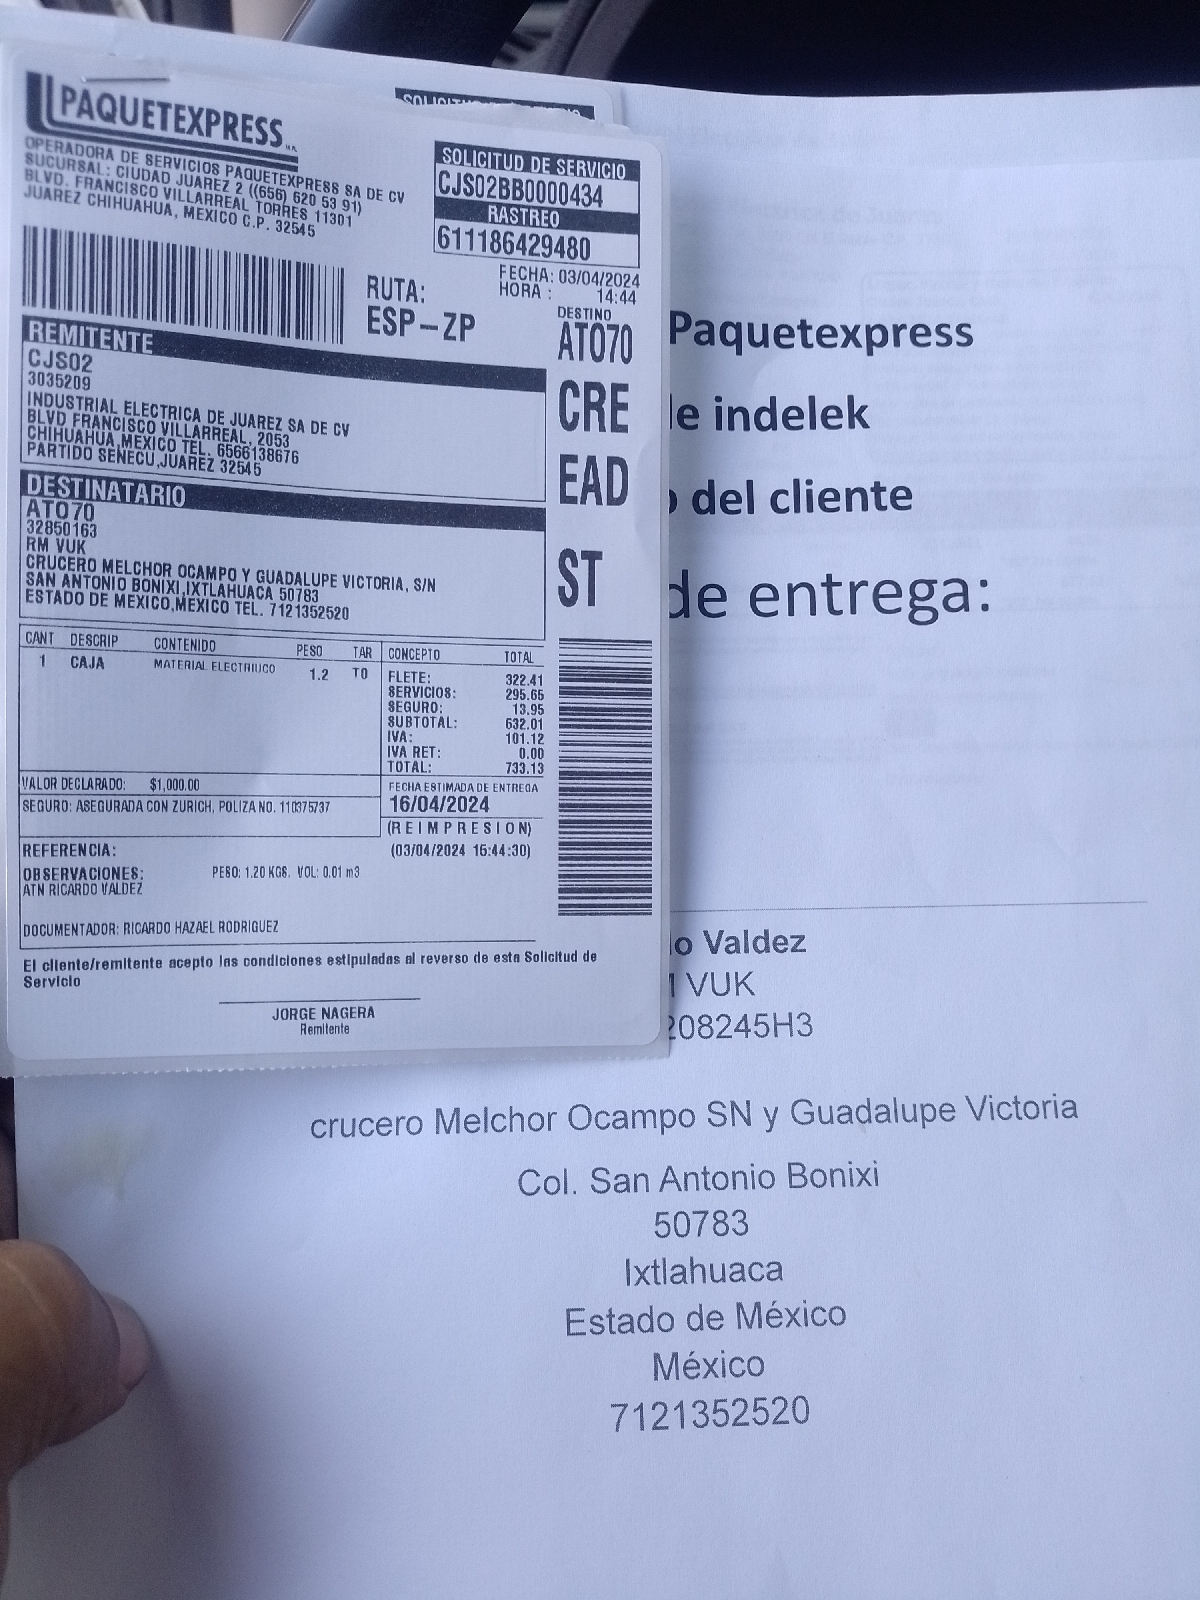 PAQUETEXPRESS
OPERADORA DE SERVICIOS PAQUETEXPRESS SA DE CV
SUCURSAL: CIUDAD JUAREZ 2 ((656) 620 53 91)
BLVD. FRANCISCO VILLARREAL TORRES 11301
JUAREZ CHIHUAHUA, MEXICO C.P. 32545
SOLICITUD DE SERVICIO
CJS02BB0000434
RASTREO
611186429480
FECHA: 03/04/2024
HORA : 14:44
RUTA:
ESP-ZP
DESTINO
ATO70
CRE
EAD
ST
REMITENTE
CJS02
3035209
INDUSTRIAL ELECTRICA DE JUAREZ SA DE CV
BLVD FRANCISCO VILLARREAL, 2053
CHIHUAHUA,MEXICO TEL. 6566138676
PARTIDO SENECU,JUAREZ 32545
DESTINATARIO
ATO70
32850163
RM VUK
CRUCERO MELCHOR OCAMPO Y GUADALUPE VICTORIA, S/N
SAN ANTONIO BONIXI,IXTLAHUACA 50783
ESTADO DE MEXICO,MEXICO TEL. 7121352520
CANT DESCRIP CONTENIDO PESO TAR
1 CAJA MATERIAL ELECTRIUCO 1.2 T0
CONCEPTO TOTAL
FLETE: 322.41
SERVICIOS: 295.65
SEGURO: 13.95
SUBTOTAL: 632.01
IVA: 101.12
IVA RET: 0.00
TOTAL: 733.13
VALOR DECLARADO: $1,000.00
SEGURO: ASEGURADA CON ZURICH, POLIZA NO. 110375737
FECHA ESTIMADA DE ENTREGA
16/04/2024
(REIMPRESION)
(03/04/2024 15:44:30)
REFERENCIA:
OBSERVACIONES: PESO: 1.20 KGS. VOL: 0.01 m3
ATN RICARDO VALDEZ
DOCUMENTADOR: RICARDO HAZAEL RODRIGUEZ
El cliente/remitente acepto las condiciones estipuladas al reverso de esta Solicitud de
Servicio
JORGE NAGERA
Remitente
Paquetexpress
indelek
del cliente
de entrega:
Valdez
VUK
208245H3
crucero Melchor Ocampo SN y Guadalupe Victoria
Col. San Antonio Bonixi
50783
Ixtlahuaca
Estado de México
México
7121352520